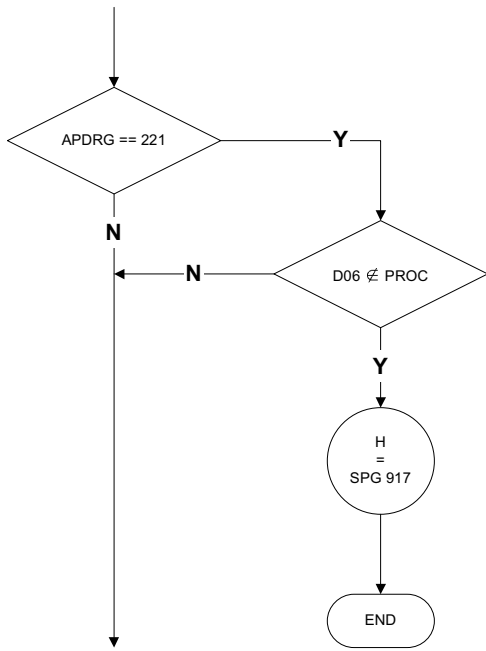 APDRG == 221
Y
N
N
D06 ∉ PROC
Y
H
=
SPG 917
END